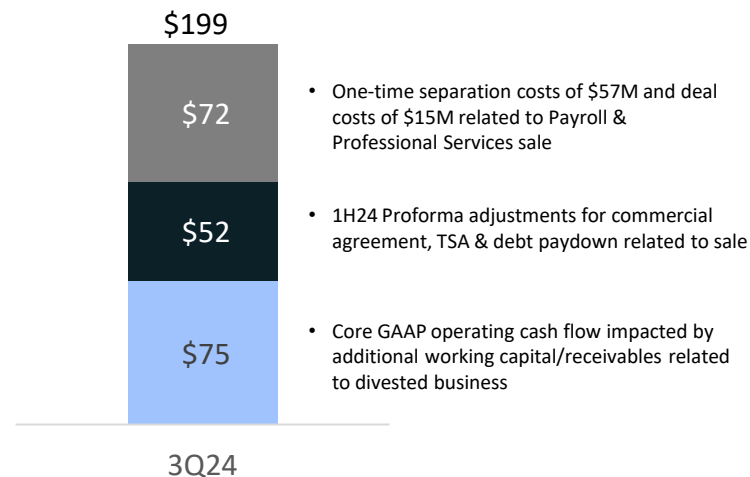 $199
$72
• One-time separation costs of $57M and deal
costs of $15M related to Payroll &
Professional Services sale
$52
• 1H24 Proforma adjustments for commercial
agreement, TSA & debt paydown related to sale
$75
• Core GAAP operating cash flow impacted by
additional working capital/receivables related
to divested business
3Q24